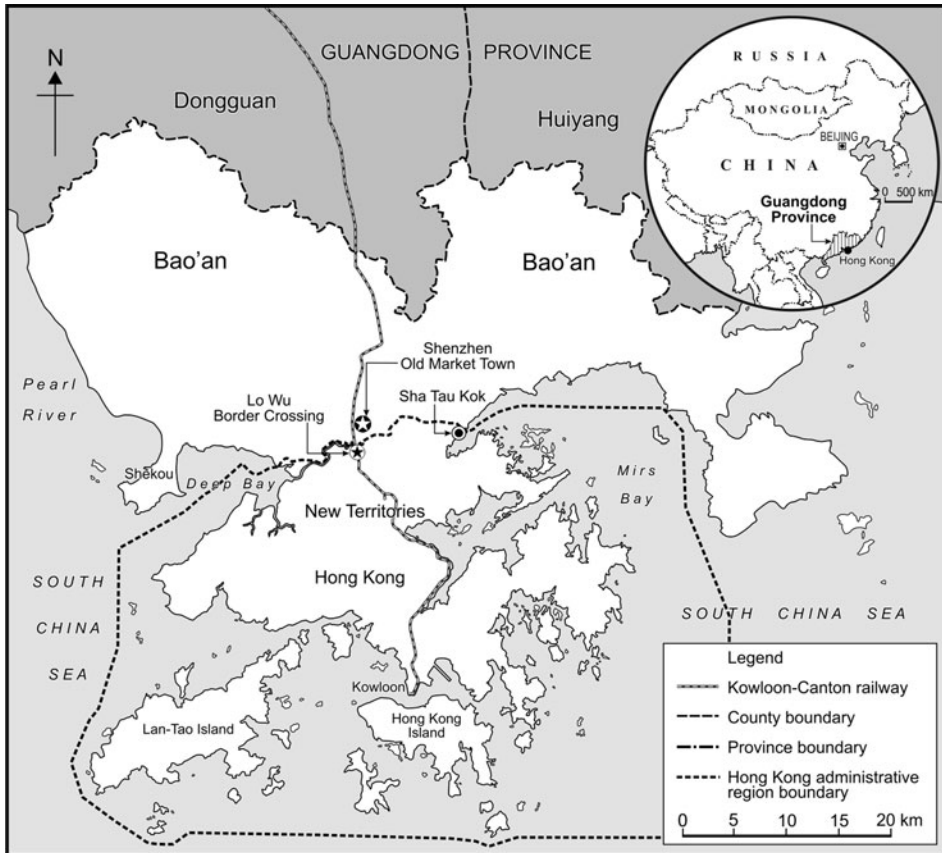 N
GUANGDONG PROVINCE
Dongguan
Huiyang
Bao'an
Bao'an
Pearl
River
Shenzhen
Old Market Town
Lo Wu
Border Crossing
Sha Tau Kok
Shekou
Deep Bay
Mirs
Bay
New Territories
Hong Kong
SOUTH
CHINA
SEA
SOUTH CHINA SEA
Kowloon
Lan-Tao Island
Hong Kong
Island
RUSSIA
MONGOLIA
BEIJING
CHINA
0 500 km
Guangdong
Province
Hong Kong
Legend
Kowloon-Canton railway
County boundary
Province boundary
Hong Kong administrative
region boundary
0 5 10 15 20 km